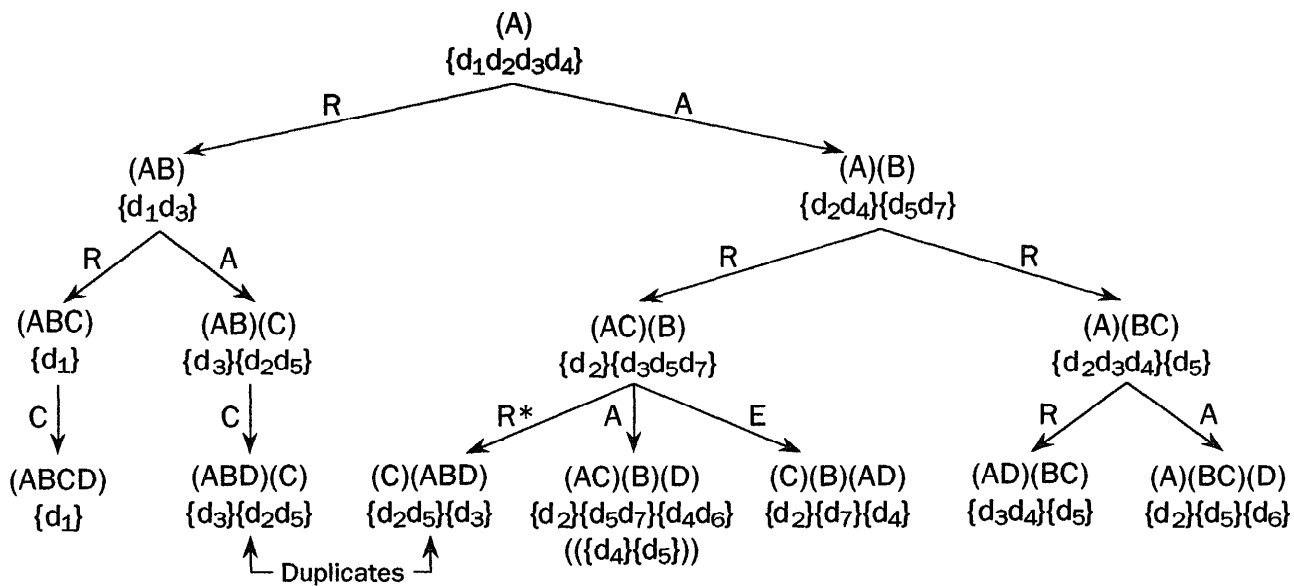 (A)
{d₁d₂d₃d₄}
R A
(AB) (A)(B)
{d₁d₃} {d₂d₄}{d₅d₇}
R A R R
(ABC) (AB)(C) (AC)(B) (A)(BC)
{d₁} {d₃}{d₂d₅} {d₂}{d₃d₅d₇} {d₂d₃d₄}{d₅}
C C R* A E R A
(ABCD) (ABD)(C) (C)(ABD) (AC)(B)(D) (C)(B)(AD) (AD)(BC) (A)(BC)(D)
{d₁} {d₃}{d₂d₅} {d₂d₅}{d₃} {d₂}{d₅d₇}{d₄d₆} {d₂}{d₇}{d₄} {d₃d₄}{d₅} {d₂}{d₅}{d₆}
(({d₄}{d₅}))
Duplicates